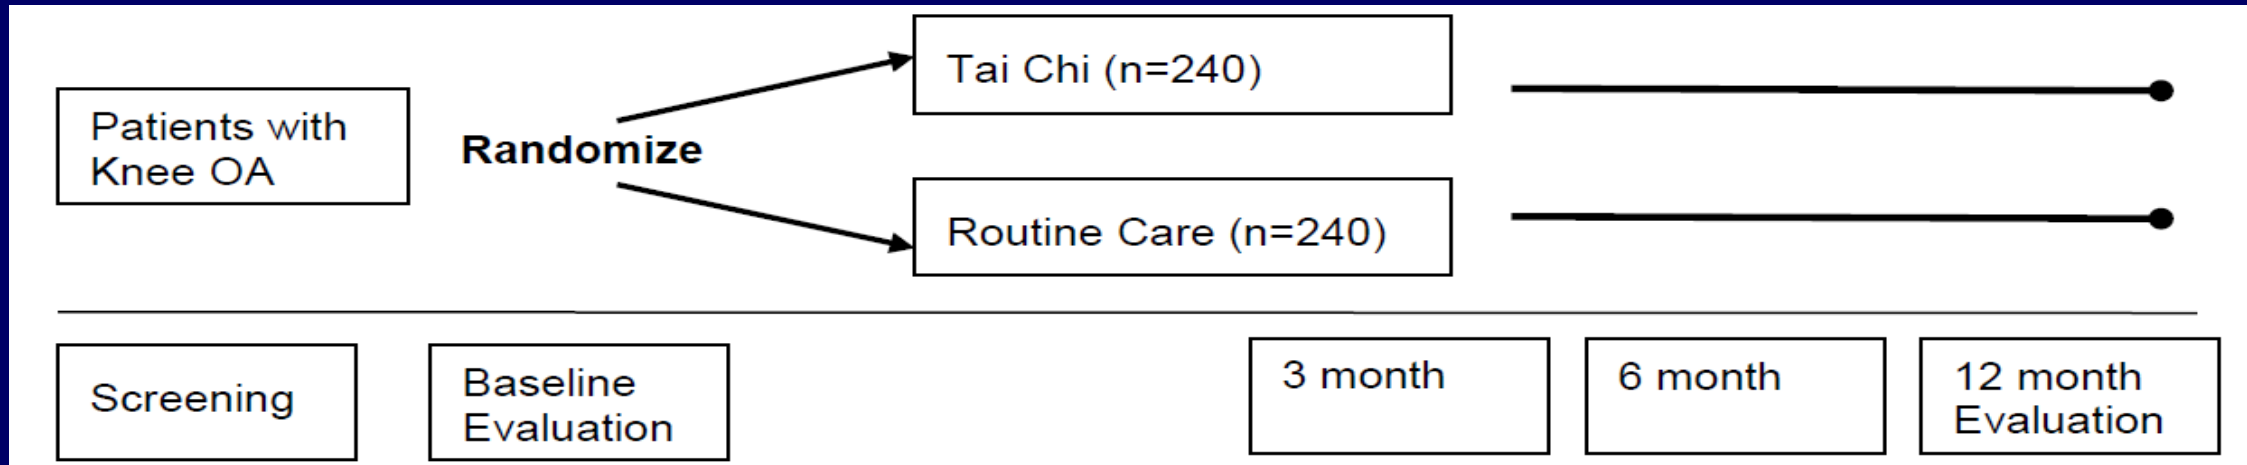 Tai Chi (n=240)
Patients with
Knee OA
Randomize
Routine Care (n=240)
Screening
Baseline
Evaluation
3 month
6 month
12 month
Evaluation